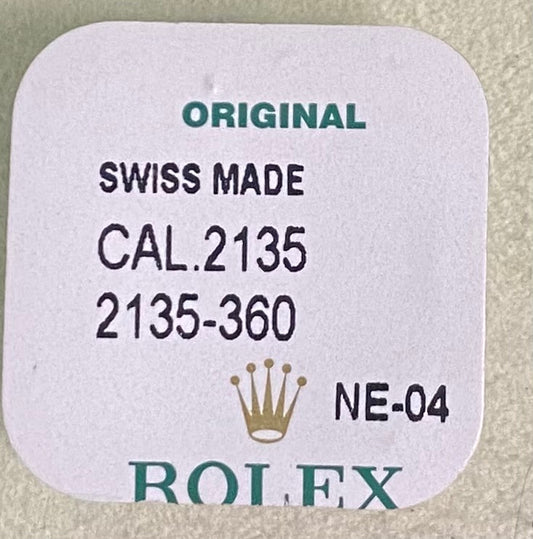 ORIGINAL
SWISS MADE
CAL.2135
2135-360
NE-04
ROLEX